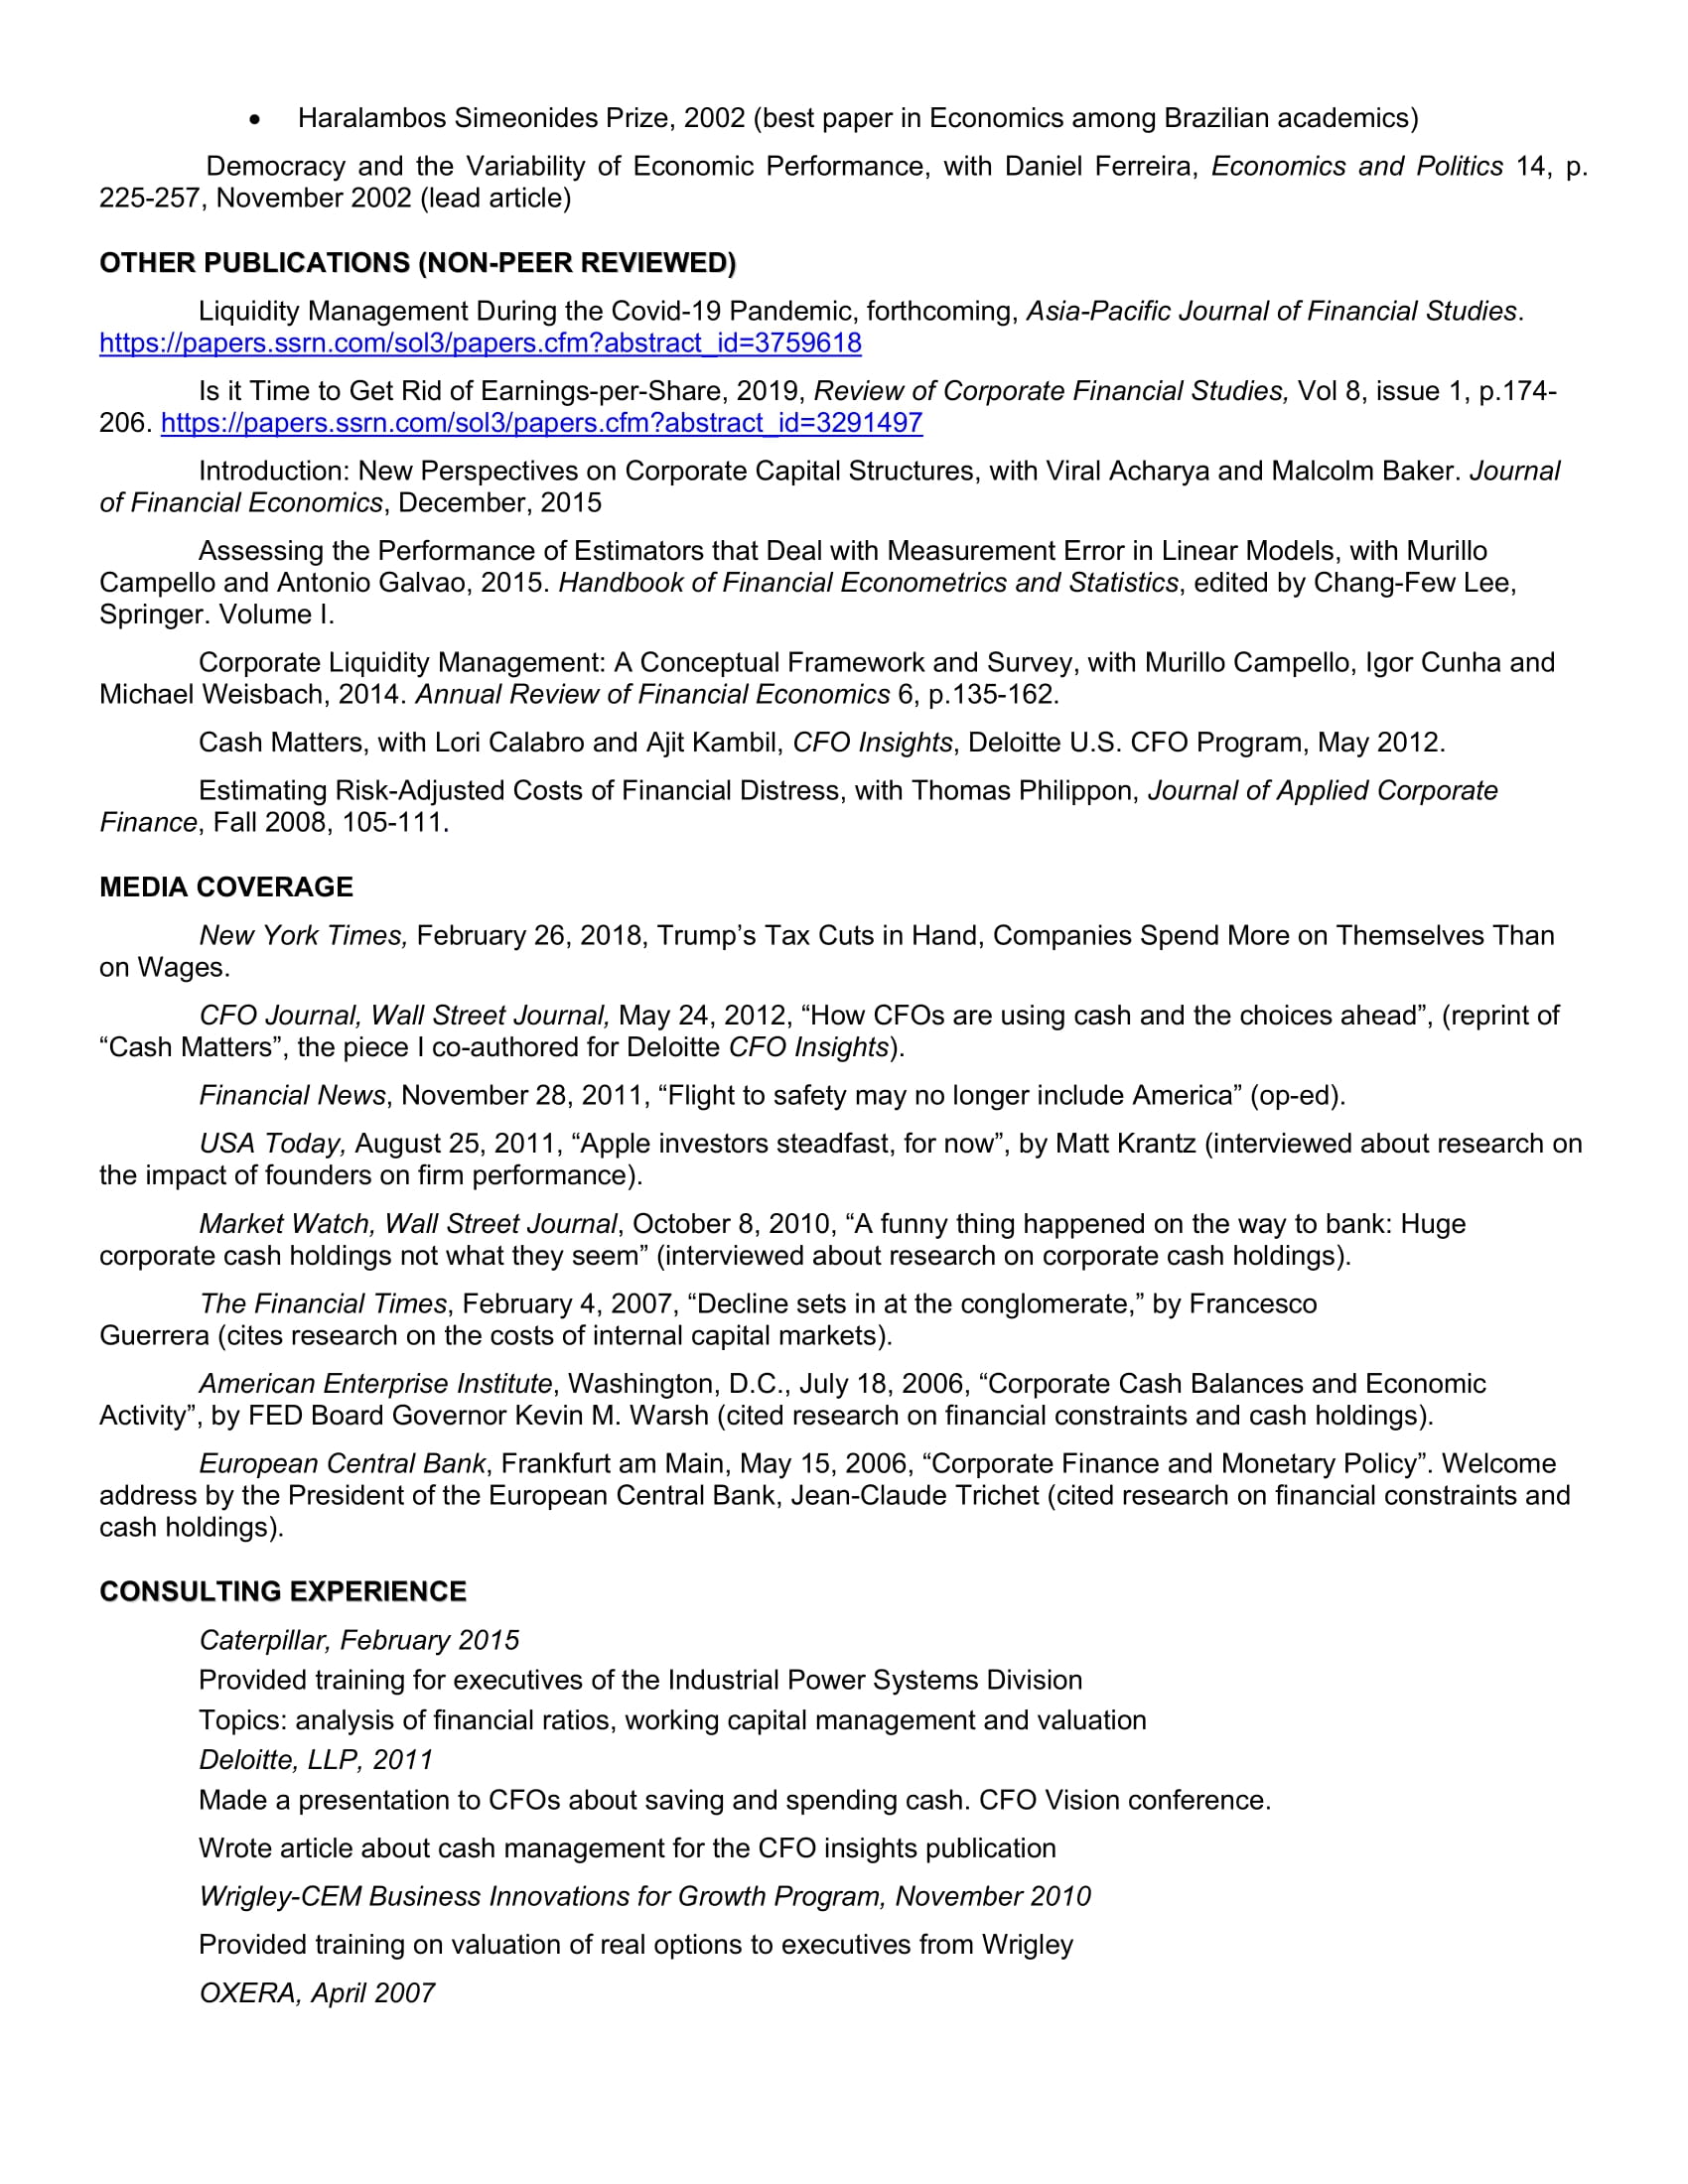 • Haralambos Simeonides Prize, 2002 (best paper in Economics among Brazilian academics)
Democracy and the Variability of Economic Performance, with Daniel Ferreira, Economics and Politics 14, p.
225-257, November 2002 (lead article)
OTHER PUBLICATIONS (NON-PEER REVIEWED)
Liquidity Management During the Covid-19 Pandemic, forthcoming, Asia-Pacific Journal of Financial Studies.
https://papers.ssrn.com/sol3/papers.cfm?abstract_id=3759618
Is it Time to Get Rid of Earnings-per-Share, 2019, Review of Corporate Financial Studies, Vol 8, issue 1, p.174-
206. https://papers.ssrn.com/sol3/papers.cfm?abstract_id=3291497
Introduction: New Perspectives on Corporate Capital Structures, with Viral Acharya and Malcolm Baker. Journal
of Financial Economics, December, 2015
Assessing the Performance of Estimators that Deal with Measurement Error in Linear Models, with Murillo
Campello and Antonio Galvao, 2015. Handbook of Financial Econometrics and Statistics, edited by Chang-Few Lee,
Springer. Volume I.
Corporate Liquidity Management: A Conceptual Framework and Survey, with Murillo Campello, Igor Cunha and
Michael Weisbach, 2014. Annual Review of Financial Economics 6, p.135-162.
Cash Matters, with Lori Calabro and Ajit Kambil, CFO Insights, Deloitte U.S. CFO Program, May 2012.
Estimating Risk-Adjusted Costs of Financial Distress, with Thomas Philippon, Journal of Applied Corporate
Finance, Fall 2008, 105-111.
MEDIA COVERAGE
New York Times, February 26, 2018, Trump’s Tax Cuts in Hand, Companies Spend More on Themselves Than
on Wages.
CFO Journal, Wall Street Journal, May 24, 2012, “How CFOs are using cash and the choices ahead”, (reprint of
“Cash Matters”, the piece I co-authored for Deloitte CFO Insights).
Financial News, November 28, 2011, “Flight to safety may no longer include America” (op-ed).
USA Today, August 25, 2011, “Apple investors steadfast, for now”, by Matt Krantz (interviewed about research on
the impact of founders on firm performance).
Market Watch, Wall Street Journal, October 8, 2010, “A funny thing happened on the way to bank: Huge
corporate cash holdings not what they seem” (interviewed about research on corporate cash holdings).
The Financial Times, February 4, 2007, “Decline sets in at the conglomerate,” by Francesco
Guerrera (cites research on the costs of internal capital markets).
American Enterprise Institute, Washington, D.C., July 18, 2006, “Corporate Cash Balances and Economic
Activity”, by FED Board Governor Kevin M. Warsh (cited research on financial constraints and cash holdings).
European Central Bank, Frankfurt am Main, May 15, 2006, “Corporate Finance and Monetary Policy”. Welcome
address by the President of the European Central Bank, Jean-Claude Trichet (cited research on financial constraints and
cash holdings).
CONSULTING EXPERIENCE
Caterpillar, February 2015
Provided training for executives of the Industrial Power Systems Division
Topics: analysis of financial ratios, working capital management and valuation
Deloitte, LLP, 2011
Made a presentation to CFOs about saving and spending cash. CFO Vision conference.
Wrote article about cash management for the CFO insights publication
Wrigley-CEM Business Innovations for Growth Program, November 2010
Provided training on valuation of real options to executives from Wrigley
OXERA, April 2007